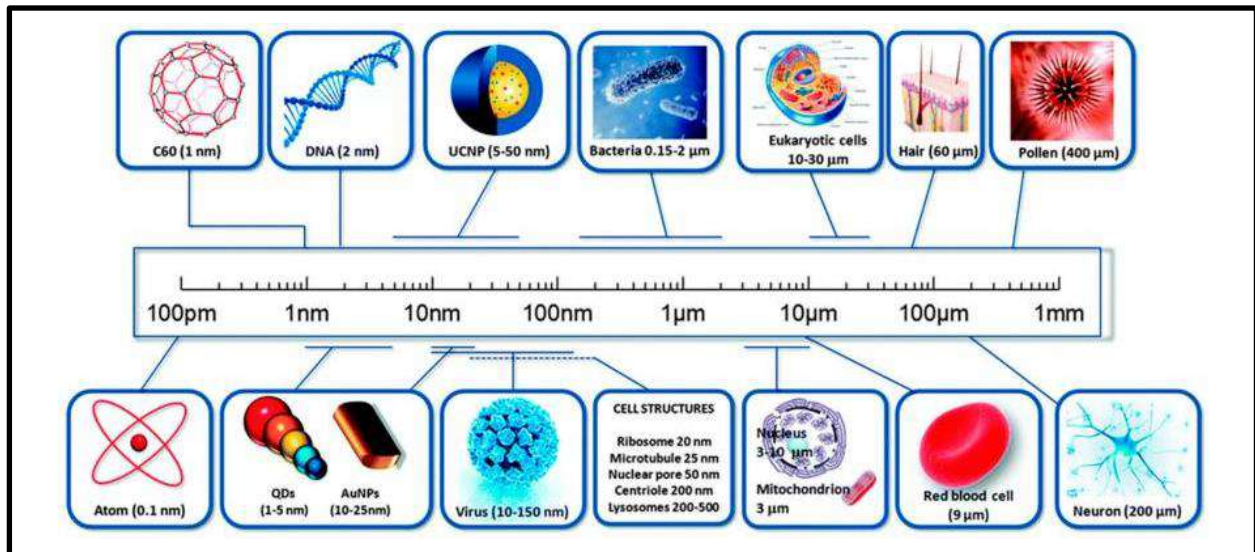 C60 (1 nm)
DNA (2 nm)
UCNP (5-50 nm)
Bacteria 0.15-2 µm
Eukaryotic cells
10-30 µm
Hair (60 µm)
Pollen (400 µm)
100pm 1nm 10nm 100nm 1µm 10µm 100µm 1mm
Atom (0.1 nm)
QDs
(1-5 nm)
AuNPs
(10-25nm)
Virus (10-150 nm)
CELL STRUCTURES
Ribosome 20 nm
Microtubule 25 nm
Nuclear pore 50 nm
Centriole 200 nm
Lysosomes 200-500
Nucleus
3-10 µm
Mitochondrion
3 µm
Red blood cell
(9 µm)
Neuron (200 µm)